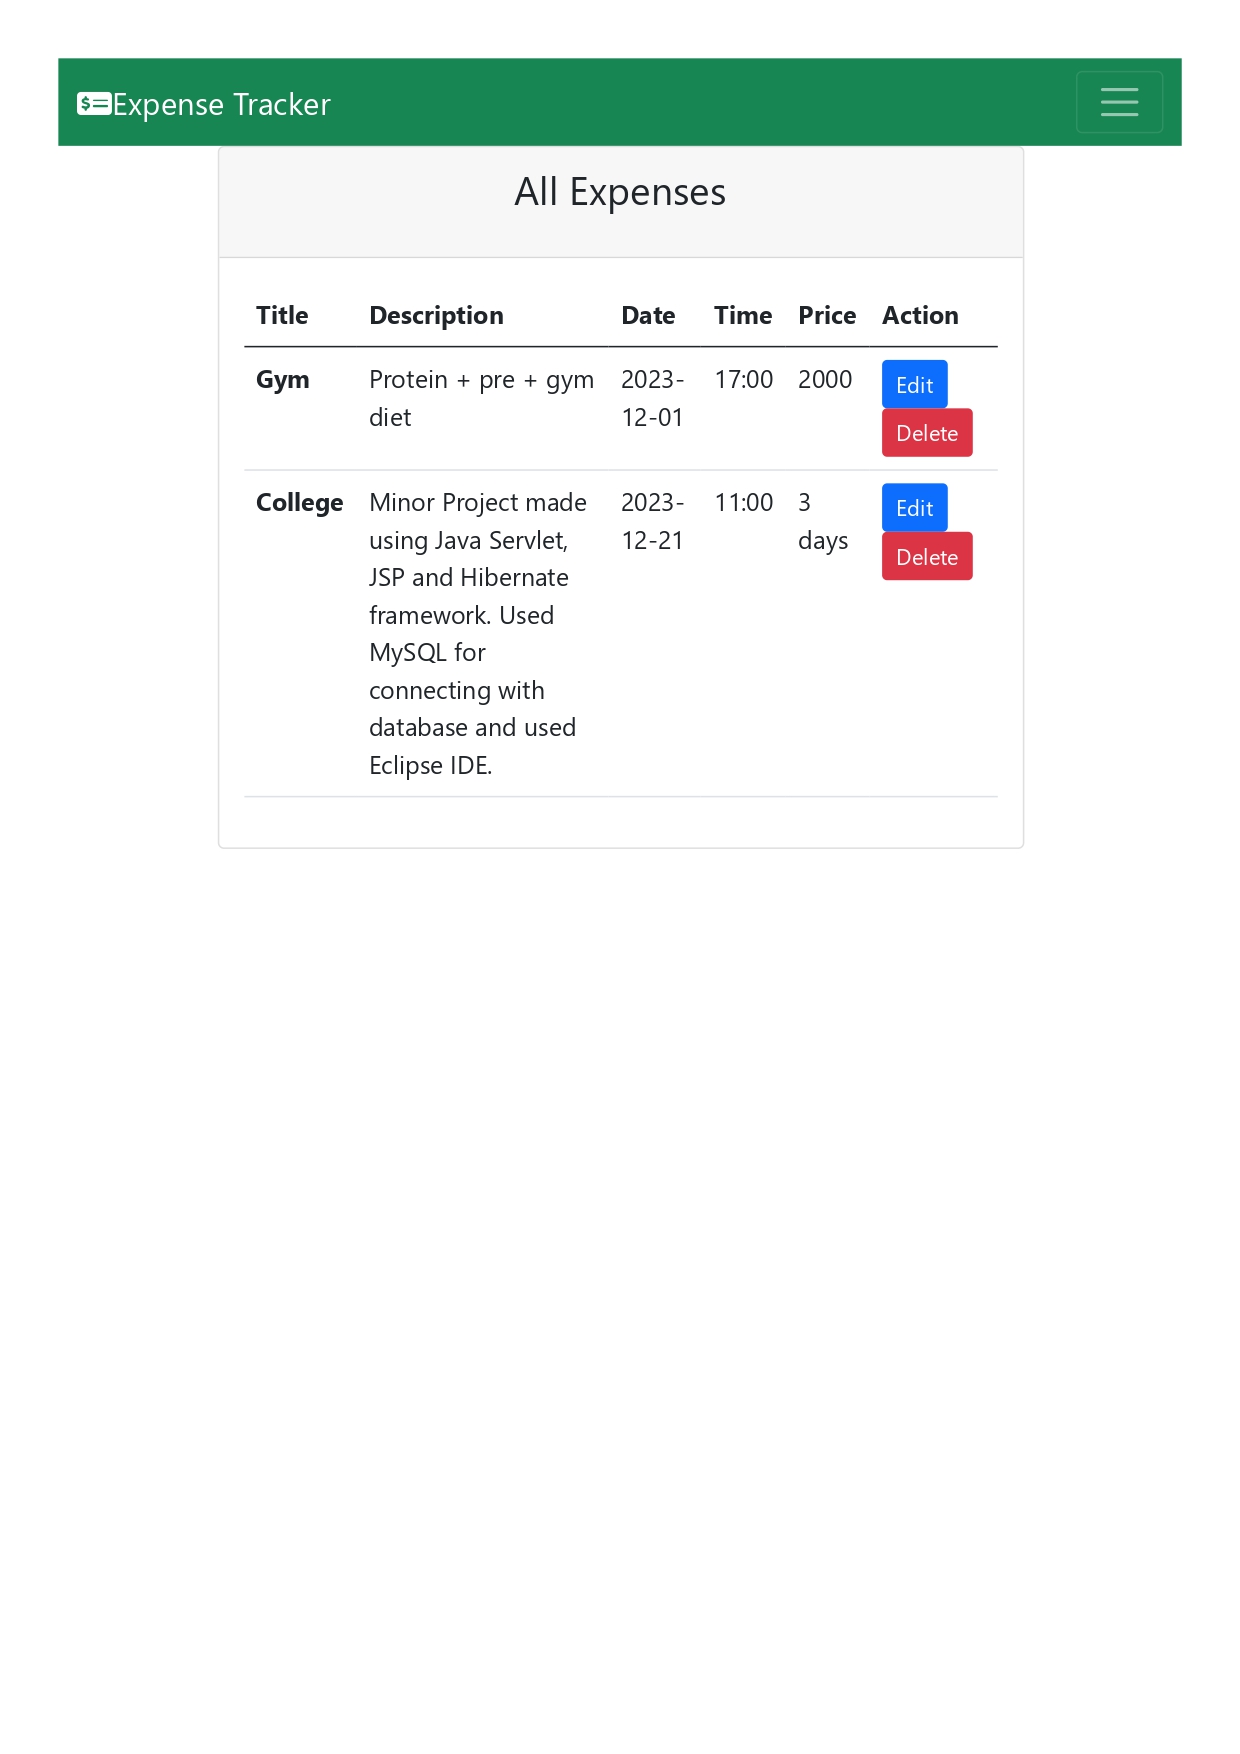 Expense Tracker
All Expenses
Title Description Date Time Price Action
Gym Protein + pre + gym 2023- 17:00 2000 Edit
diet 12-01 Delete
College Minor Project made 2023- 11:00 3 Edit
using Java Servlet, 12-21 days Delete
JSP and Hibernate
framework. Used
MySQL for
connecting with
database and used
Eclipse IDE.